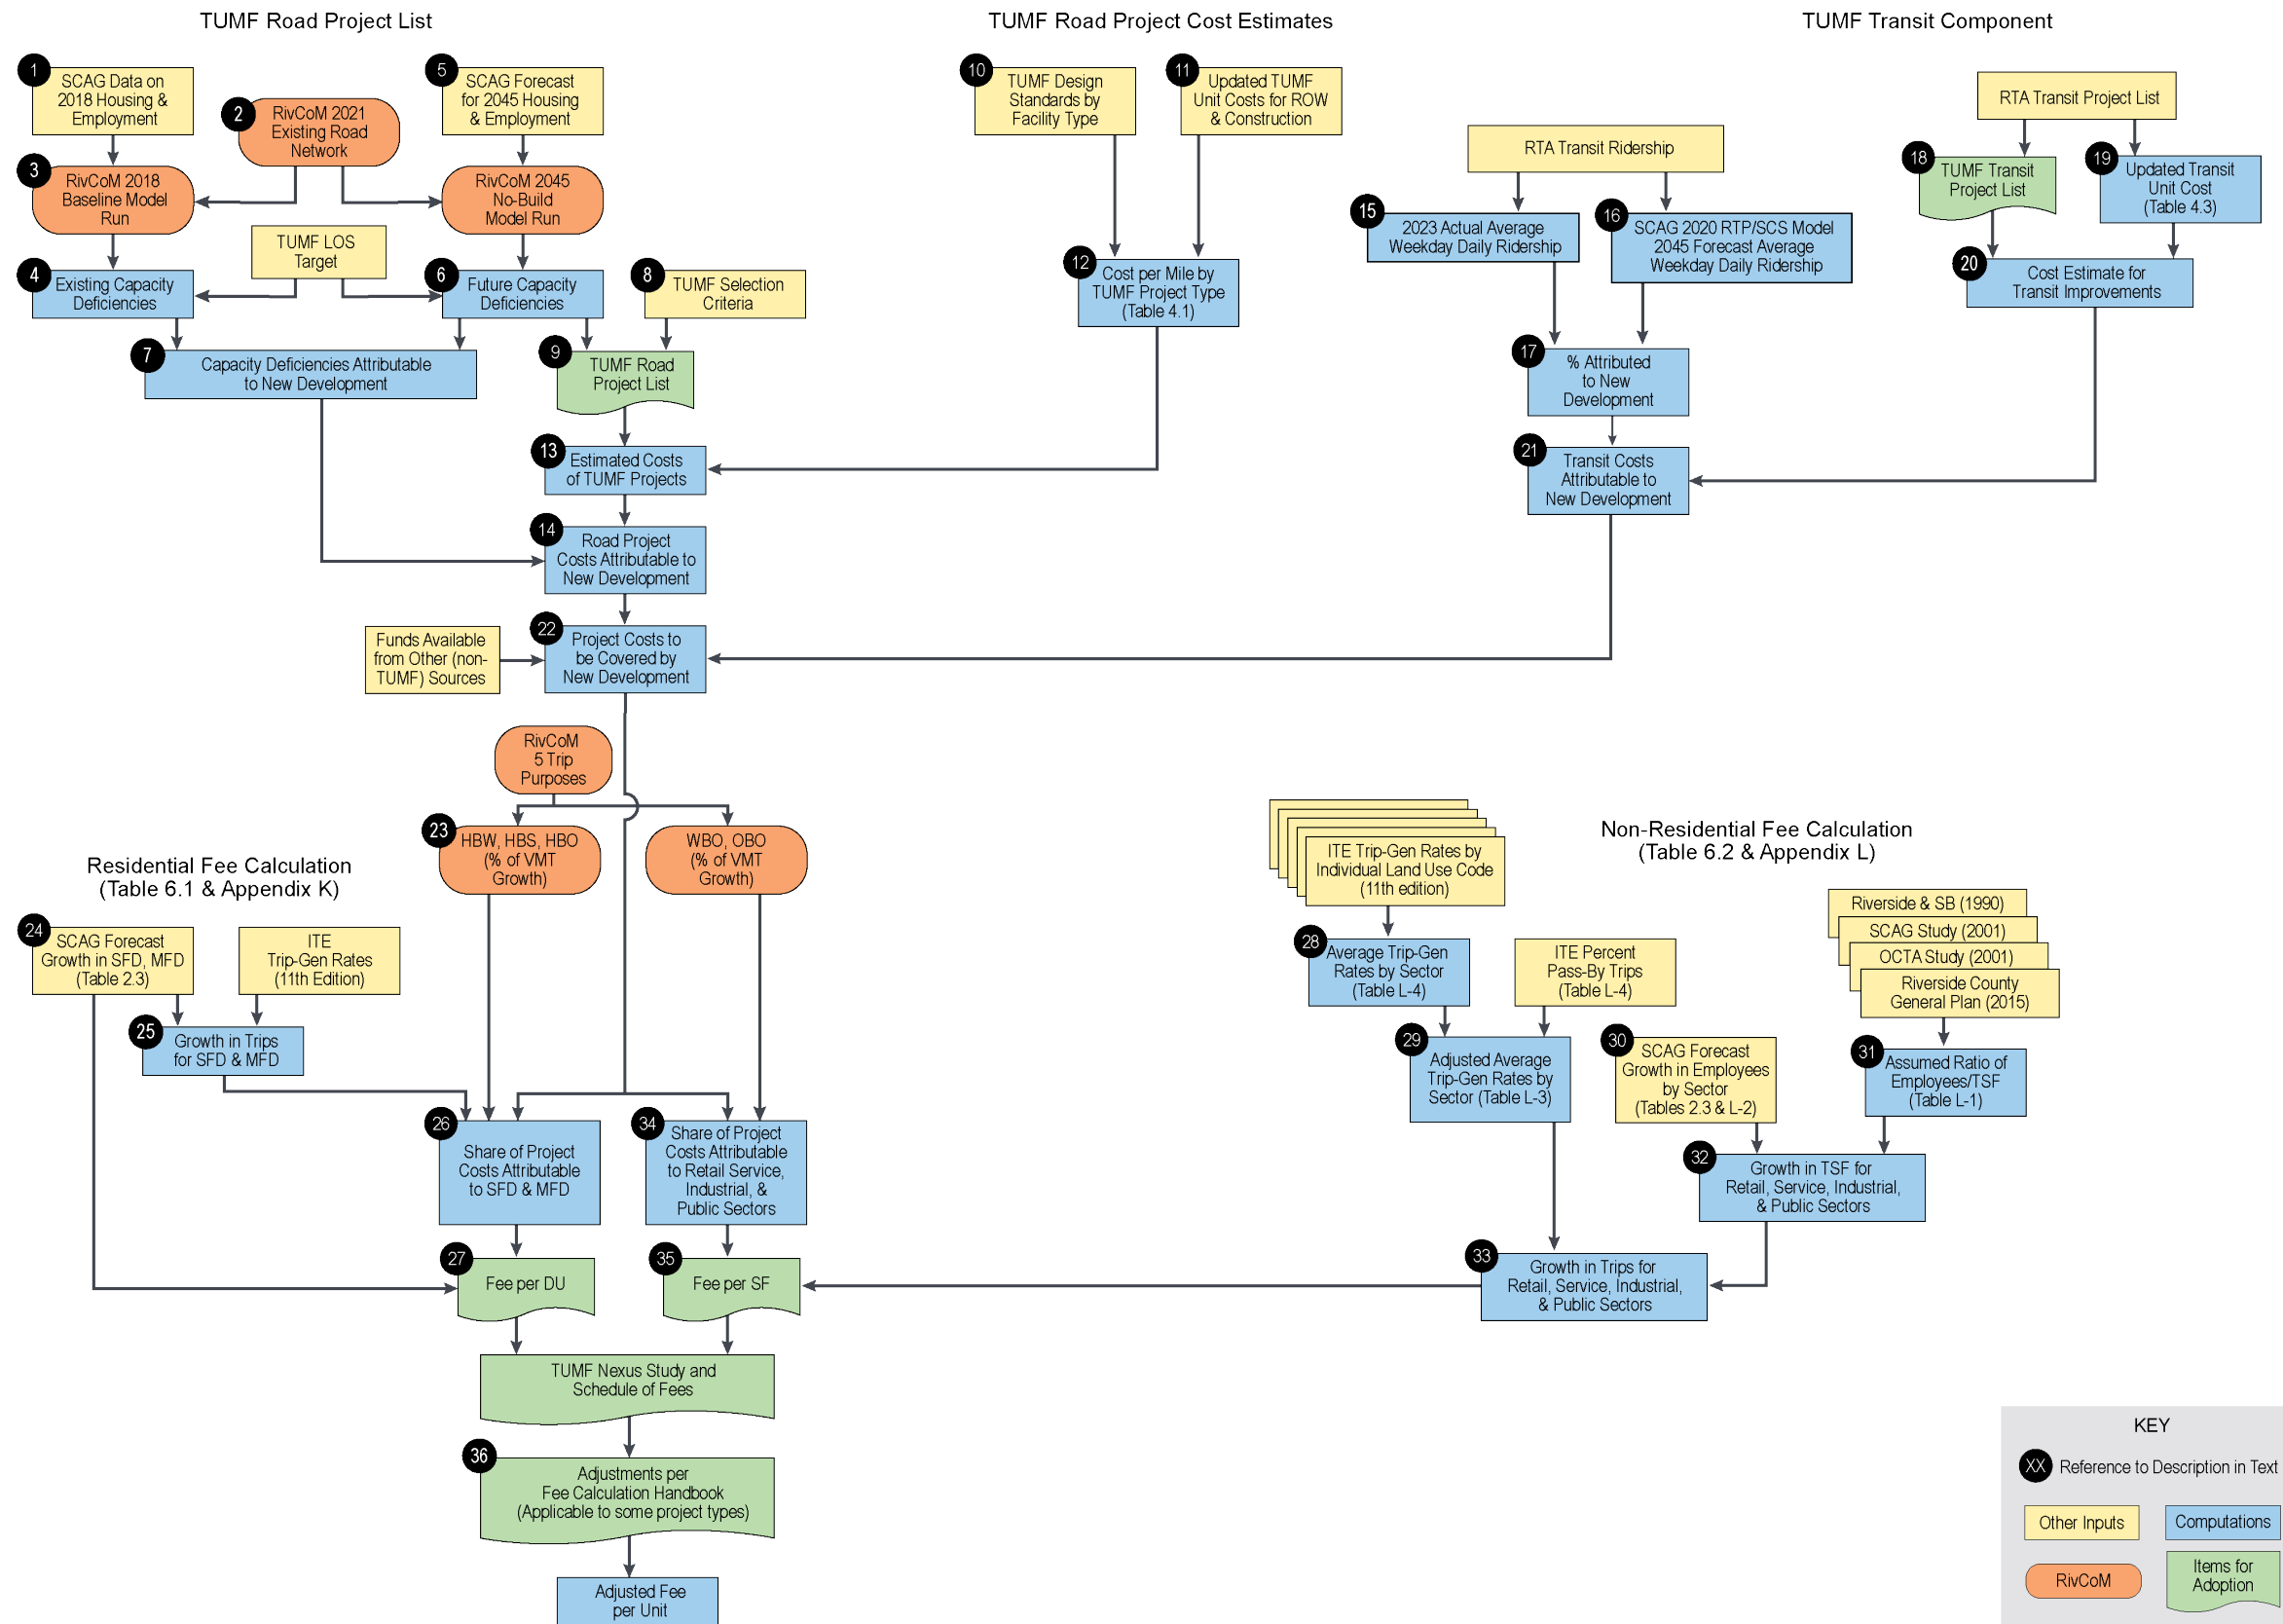 TUMF Road Project List
1
SCAG Data on
2018 Housing &
Employment
2
RivCoM 2021
Existing Road
Network
5
SCAG Forecast
for 2045 Housing
& Employment
3
RivCoM 2018
Baseline Model
Run
RivCoM 2045
No-Build
Model Run
TUMF LOS
Target
4
Existing Capacity
Deficiencies
6
Future Capacity
Deficiencies
8
TUMF Selection
Criteria
7
Capacity Deficiencies Attributable
to New Development
9
TUMF Road
Project List
TUMF Road Project Cost Estimates
10
TUMF Design
Standards by
Facility Type
11
Updated TUMF
Unit Costs for ROW
& Construction
12
Cost per Mile by
TUMF Project Type
(Table 4.1)
13
Estimated Costs
of TUMF Projects
14
Road Project
Costs Attributable to
New Development
TUMF Transit Component
RTA Transit Ridership
15
2023 Actual Average
Weekday Daily Ridership
16
SCAG 2020 RTP/SCS Model
2045 Forecast Average
Weekday Daily Ridership
17
% Attributed
to New
Development
RTA Transit Project List
18
TUMF Transit
Project List
19
Updated Transit
Unit Cost
(Table 4.3)
20
Cost Estimate for
Transit Improvements
21
Transit Costs
Attributable to
New Development
Funds Available
from Other (non-
TUMF) Sources
22
Project Costs to
be Covered by
New Development
RivCoM
5 Trip
Purposes
23
HBW, HBS, HBO
(% of VMT
Growth)
WBO, OBO
(% of VMT
Growth)
Residential Fee Calculation
(Table 6.1 & Appendix K)
24
SCAG Forecast
Growth in SFD, MFD
(Table 2.3)
ITE
Trip-Gen Rates
(11th Edition)
25
Growth in Trips
for SFD & MFD
26
Share of Project
Costs Attributable
to SFD & MFD
27
Fee per DU
Non-Residential Fee Calculation
(Table 6.2 & Appendix L)
ITE Trip-Gen Rates by
Individual Land Use Code
(11th edition)
28
Average Trip-Gen
Rates by Sector
(Table L-4)
ITE Percent
Pass-By Trips
(Table L-4)
29
Adjusted Average
Trip-Gen Rates by
Sector (Table L-3)
30
SCAG Forecast
Growth in Employees
by Sector
(Tables 2.3 & L-2)
Riverside & SB (1990)
SCAG Study (2001)
OCTA Study (2001)
Riverside County
General Plan (2015)
31
Assumed Ratio of
Employees/TSF
(Table L-1)
32
Growth in TSF for
Retail, Service, Industrial,
& Public Sectors
33
Growth in Trips for
Retail, Service, Industrial,
& Public Sectors
34
Share of Project
Costs Attributable
to Retail Service,
Industrial, &
Public Sectors
35
Fee per SF
TUMF Nexus Study and
Schedule of Fees
36
Adjustments per
Fee Calculation Handbook
(Applicable to some project types)
Adjusted Fee
per Unit
KEY
XX Reference to Description in Text
Other Inputs
Computations
RivCoM
Items for
Adoption